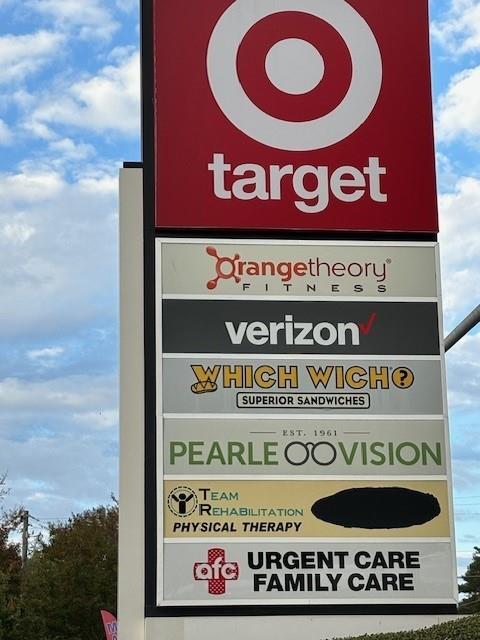 target
Orangetheory®
FITNESS
verizon
WHICH WICH?
SUPERIOR SANDWICHES
EST. 1961
PEARLE VISION
TEAM
REHABILITATION
PHYSICAL THERAPY
afc
URGENT CARE
FAMILY CARE